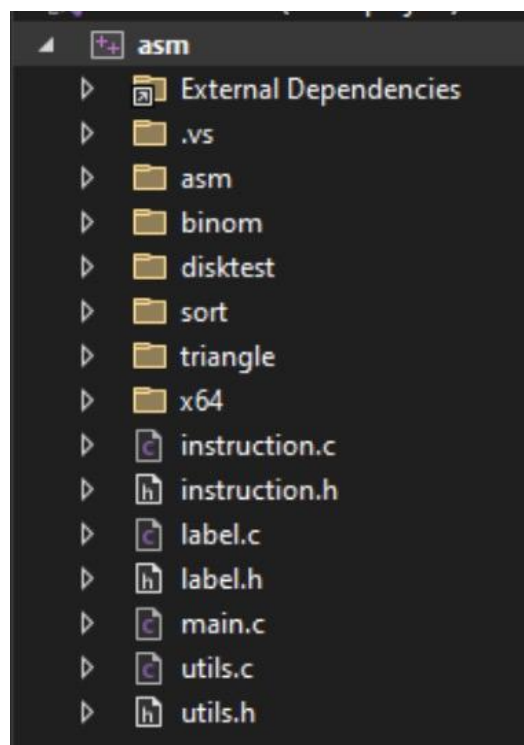 asm
External Dependencies
.vs
asm
binom
disktest
sort
triangle
x64
instruction.c
instruction.h
label.c
label.h
main.c
utils.c
utils.h